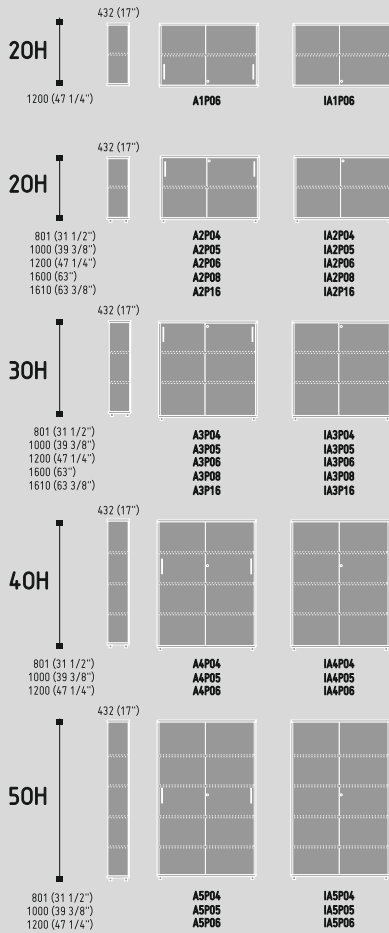 432 (17")
20H
1200 (47 1/4")
A1P06
IA1P06
432 (17")
20H
801 (31 1/2")
1000 (39 3/8")
1200 (47 1/4")
1600 (63")
1610 (63 3/8")
A2P04
A2P05
A2P06
A2P08
A2P16
IA2P04
IA2P05
IA2P06
IA2P08
IA2P16
432 (17")
30H
801 (31 1/2")
1000 (39 3/8")
1200 (47 1/4")
1600 (63")
1610 (63 3/8")
A3P04
A3P05
A3P06
A3P08
A3P16
IA3P04
IA3P05
IA3P06
IA3P08
IA3P16
432 (17")
40H
801 (31 1/2")
1000 (39 3/8")
1200 (47 1/4")
A4P04
A4P05
A4P06
IA4P04
IA4P05
IA4P06
432 (17")
50H
801 (31 1/2")
1000 (39 3/8")
1200 (47 1/4")
A5P04
A5P05
A5P06
IA5P04
IA5P05
IA5P06